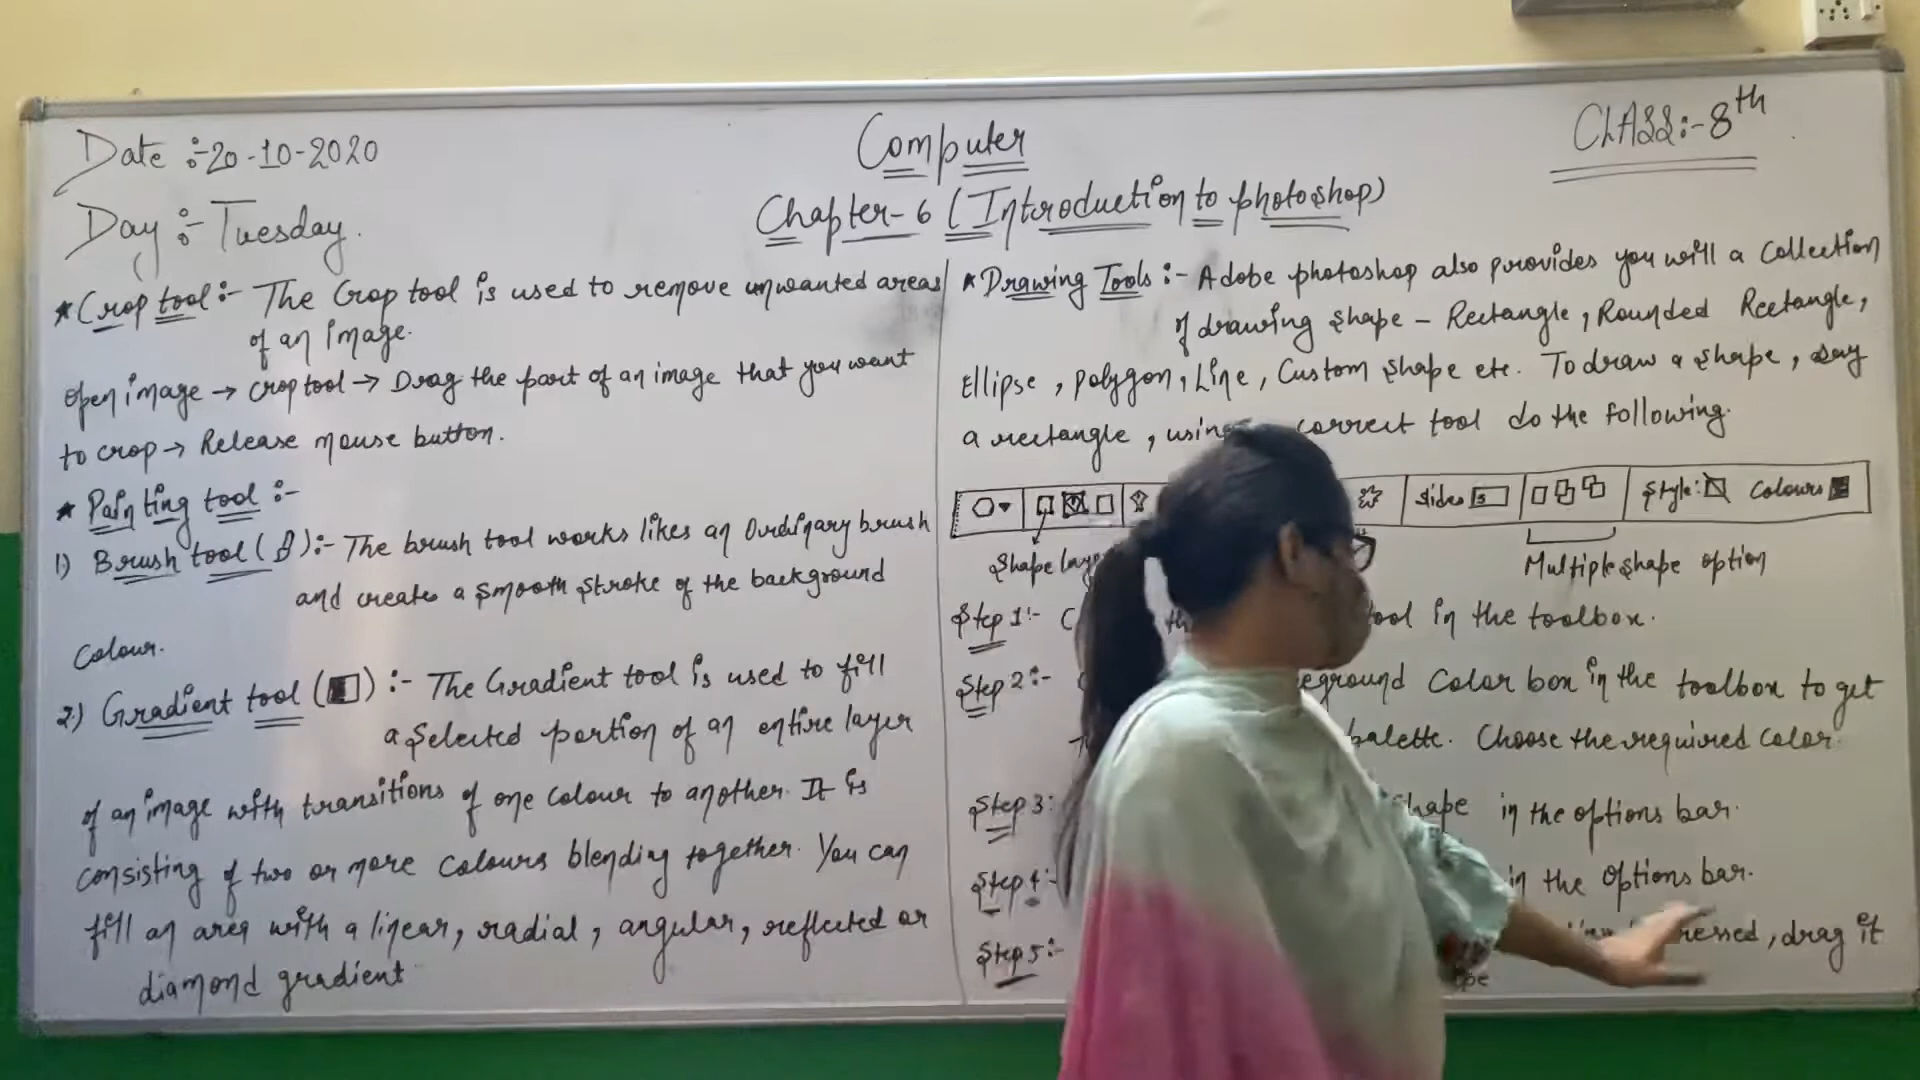 Date :-20-10-2020
Day :- Tuesday.
Computer
Chapter-6 (Introduction to photoshop)
CLASS:-8th
*Crop tool:- The Crop tool is used to remove unwanted areas
of an image.
open image → crop tool → Drag the part of an image that you want
to crop → Release mouse button.
* Painting tool :-
1) Brush tool ( ) :- The brush tool works likes an Ordinary brush
and creates a smooth stroke of the background
Colour.
2.) Gradient tool ( ) :- The Gradient tool is used to fill
a selected portion of an entire layer
of an image with transitions of one colour to another. It is
consisting of two or more colours blending together. You can
fill an area with a linear, radial, angular, reflected or
diamond gradient
* Drawing Tools :- Adobe photoshop also provides you will a Collection
of drawing shape - Rectangle, Rounded Rectangle,
Ellipse, polygon, Line, Custom shape etc. To draw a shape, say
a rectangle, using correct tool do the following.
sides 5 Style: Colours
Shape Multiple shape option
Step 1:- tool in the toolbox.
Step 2:- Color box in the toolbox to get
palette. Choose the required color.
Step 3: shape in the options bar.
Step 4:- in the options bar.
Step 5:- , drag it